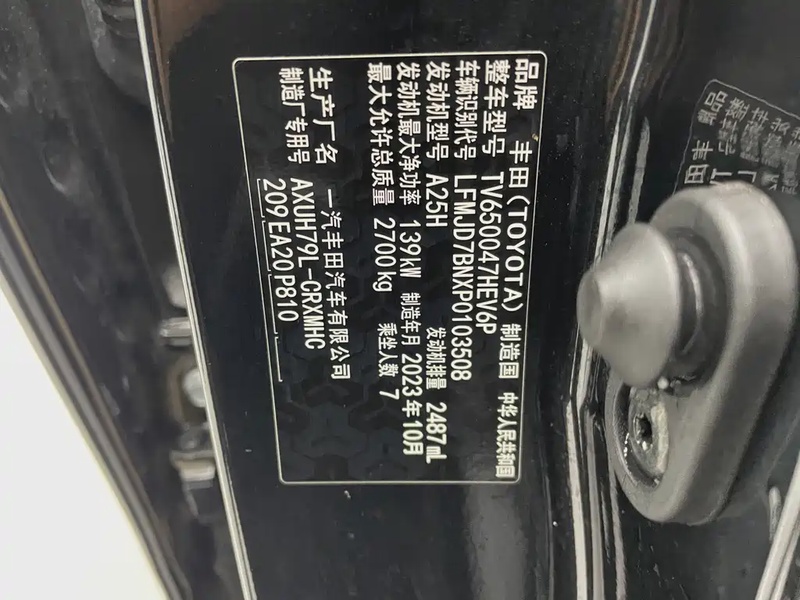 品牌 丰田(TOYOTA) 制造国 中华人民共和国
整车型号 TV650047HEV6P
车辆识别代号 LFMJD7BNXP0103508
发动机型号 A25H 发动机排量 2487mL
发动机最大净功率 139kW 制造年月 2023年10月
最大允许总质量 2700kg 乘坐人数 7
生产厂名 一汽丰田汽车有限公司
制造厂专用号 AXUH79L-CRXMHC
209 EA20 P810